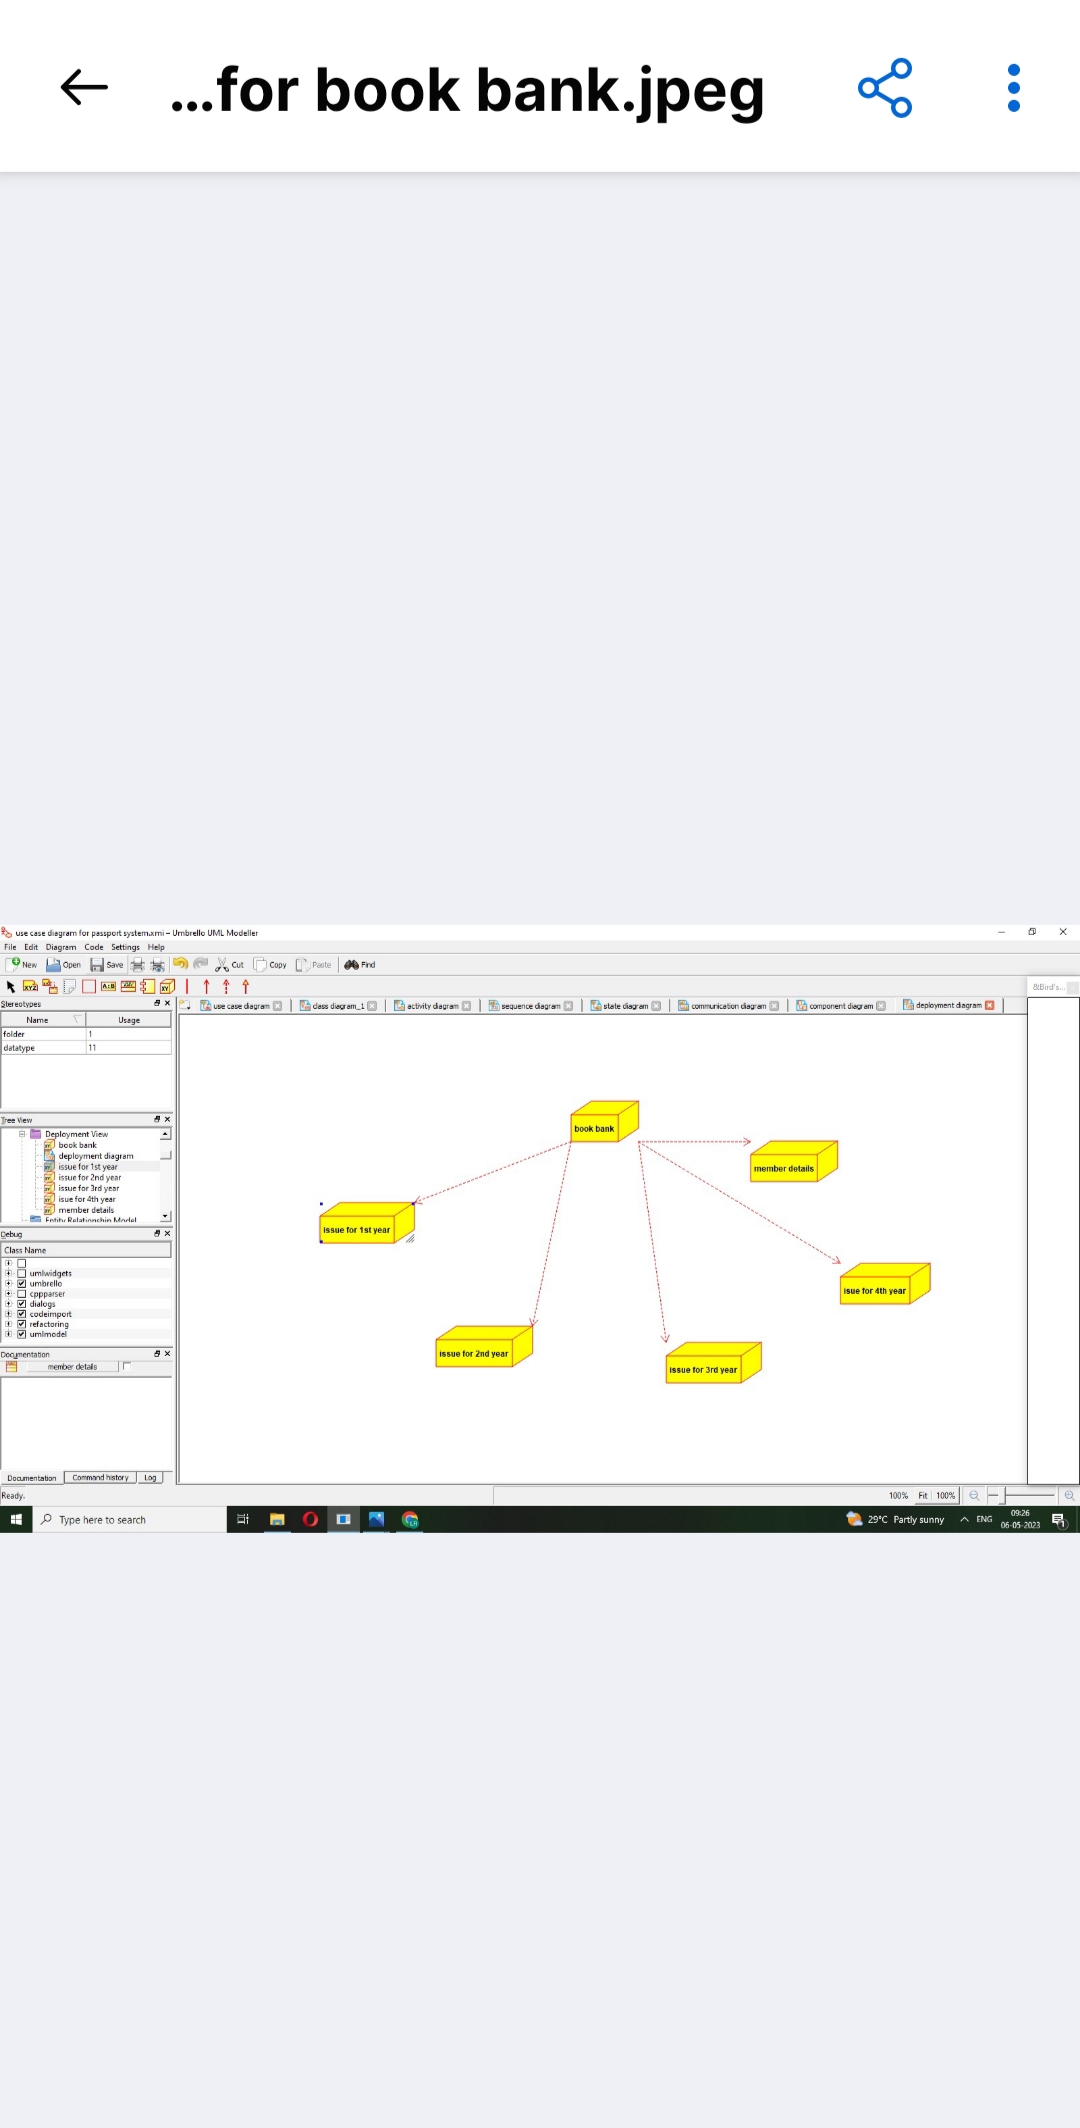 ...for book bank.jpeg
use case diagram for passport system.xmi - Umbrello UML Modeller
File Edit Diagram Code Settings Help
New Open Save Cut Copy Paste Find
Stereotypes
Name Usage
folder 1
datatype 11
use case diagram class diagram_1 activity diagram sequence diagram state diagram communication diagram component diagram deployment diagram
&Bird's...
Tree View
Deployment View
book bank
deployment diagram
issue for 1st year
issue for 2nd year
issue for 3rd year
isue for 4th year
member details
Entity Relationship Model
Debug
Class Name
umlwidgets
umbrello
cppparser
dialogs
codeimport
refactoring
umlmodel
Documentation
member details
Documentation Command history Log
book bank
member details
issue for 1st year
isue for 4th year
issue for 2nd year
issue for 3rd year
Ready.
100% Fit 100%
Type here to search
29°C Partly sunny ENG
09:26
06-05-2023